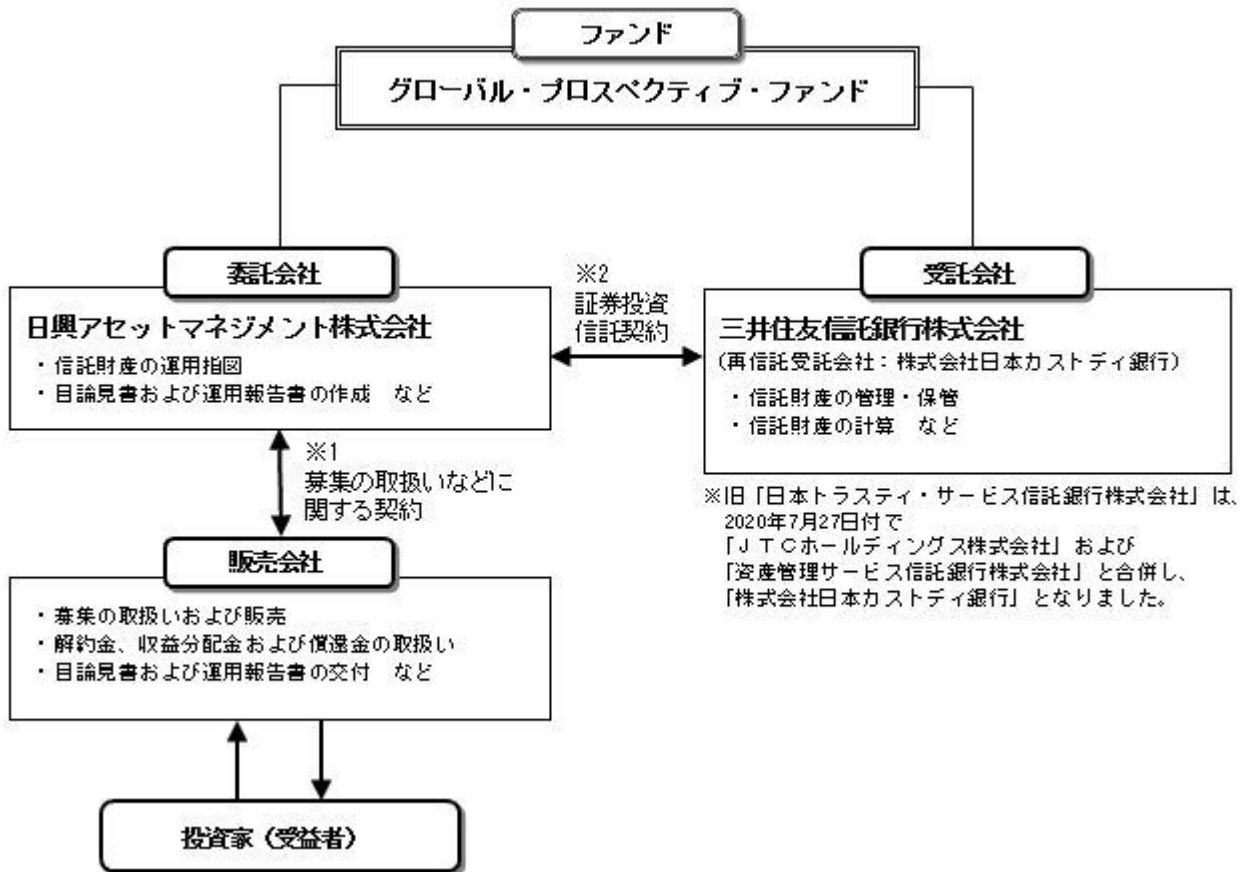 ファンド
グローバル・プロスペクティブ・ファンド
委託会社
日興アセットマネジメント株式会社
・信託財産の運用指図
・目論見書および運用報告書の作成　など
※2
証券投資
信託契約
受託会社
三井住友信託銀行株式会社
(再信託受託会社：株式会社日本カストディ銀行)
・信託財産の管理・保管
・信託財産の計算　など
※1
募集の取扱いなどに
関する契約
※旧「日本トラスティ・サービス信託銀行株式会社」は、
2020年7月27日付で
「ＪＴＣホールディングス株式会社」および
「資産管理サービス信託銀行株式会社」と合併し、
「株式会社日本カストディ銀行」となりました。
販売会社
・募集の取扱いおよび販売
・解約金、収益分配金および償還金の取扱い
・目論見書および運用報告書の交付　など
投資家（受益者）